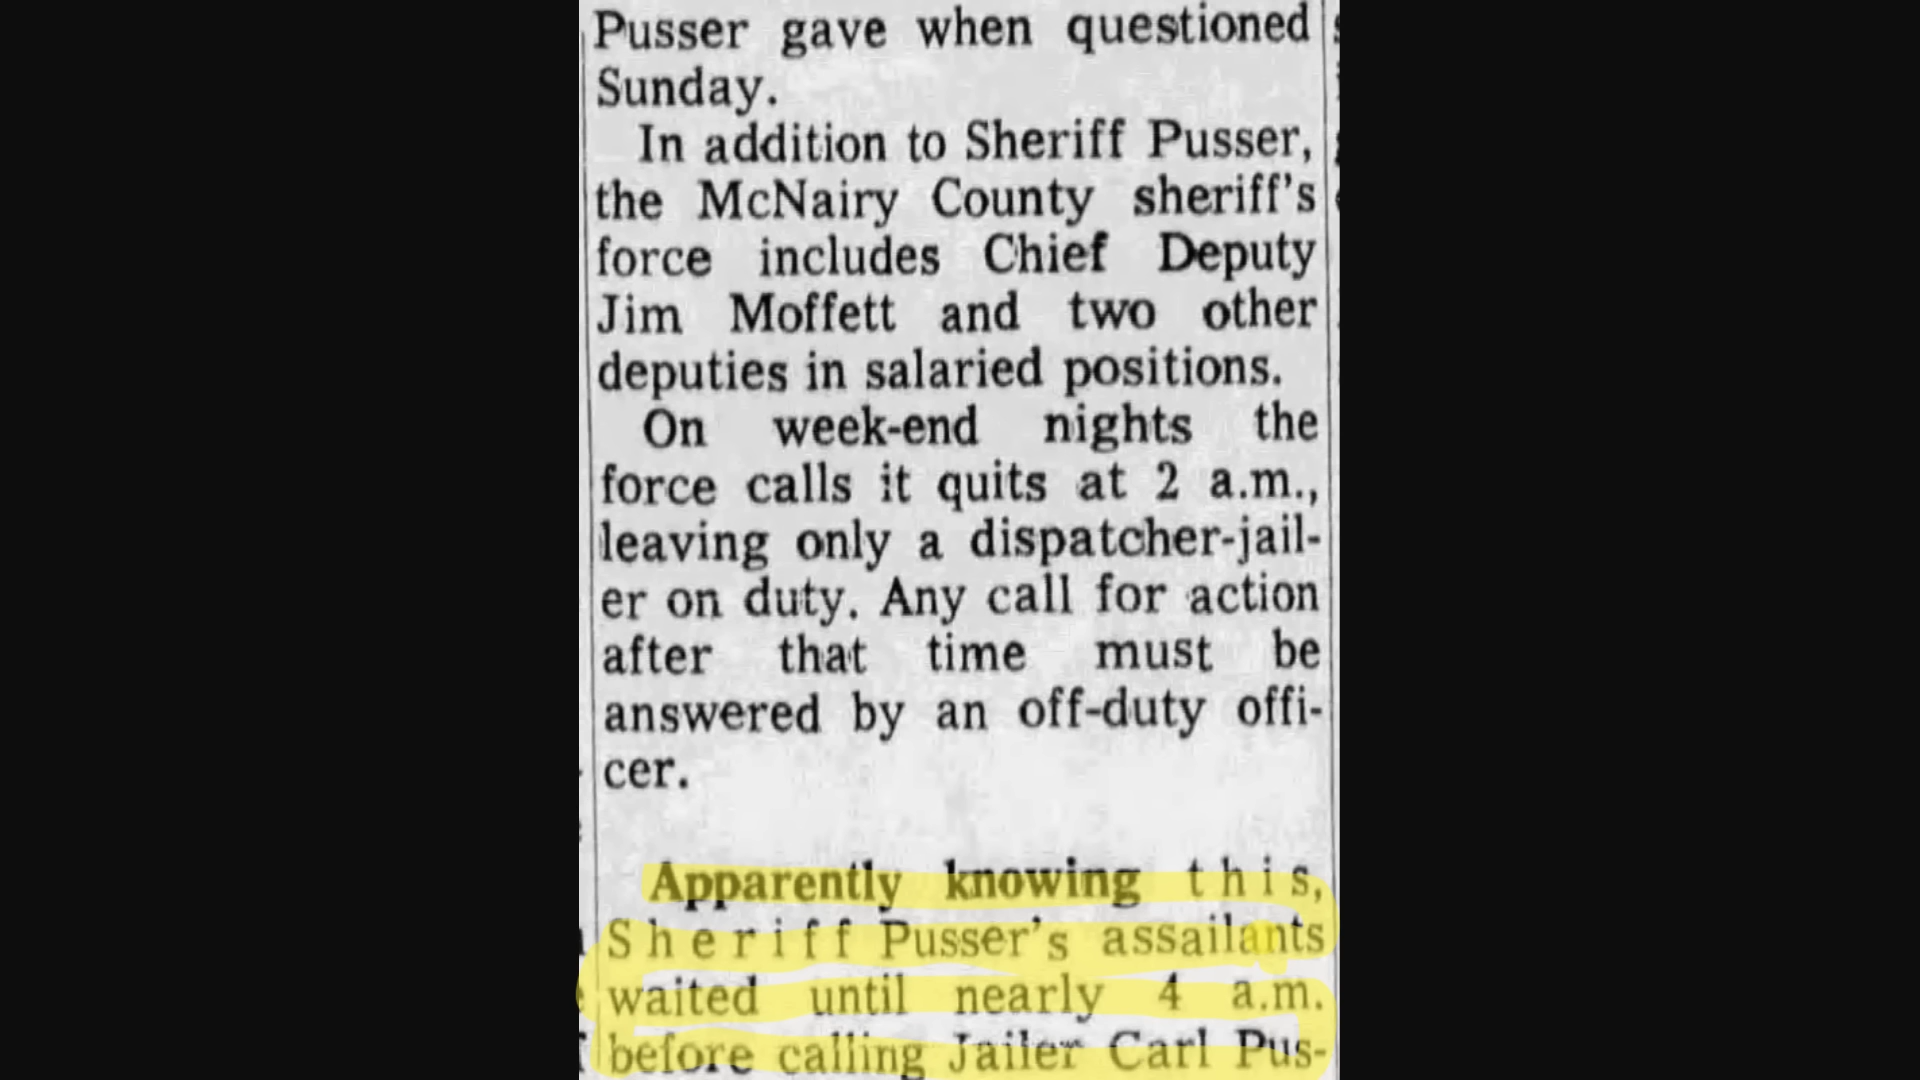 Pusser gave when questioned
Sunday.
In addition to Sheriff Pusser,
the McNairy County sheriff's
force includes Chief Deputy
Jim Moffett and two other
deputies in salaried positions.
On week-end nights the
force calls it quits at 2 a.m.,
leaving only a dispatcher-jail-
er on duty. Any call for action
after that time must be
answered by an off-duty offi-
cer.
Apparently knowing this,
Sheriff Pusser's assailants
waited until nearly 4 a.m.
before calling Jailer Carl Pus-